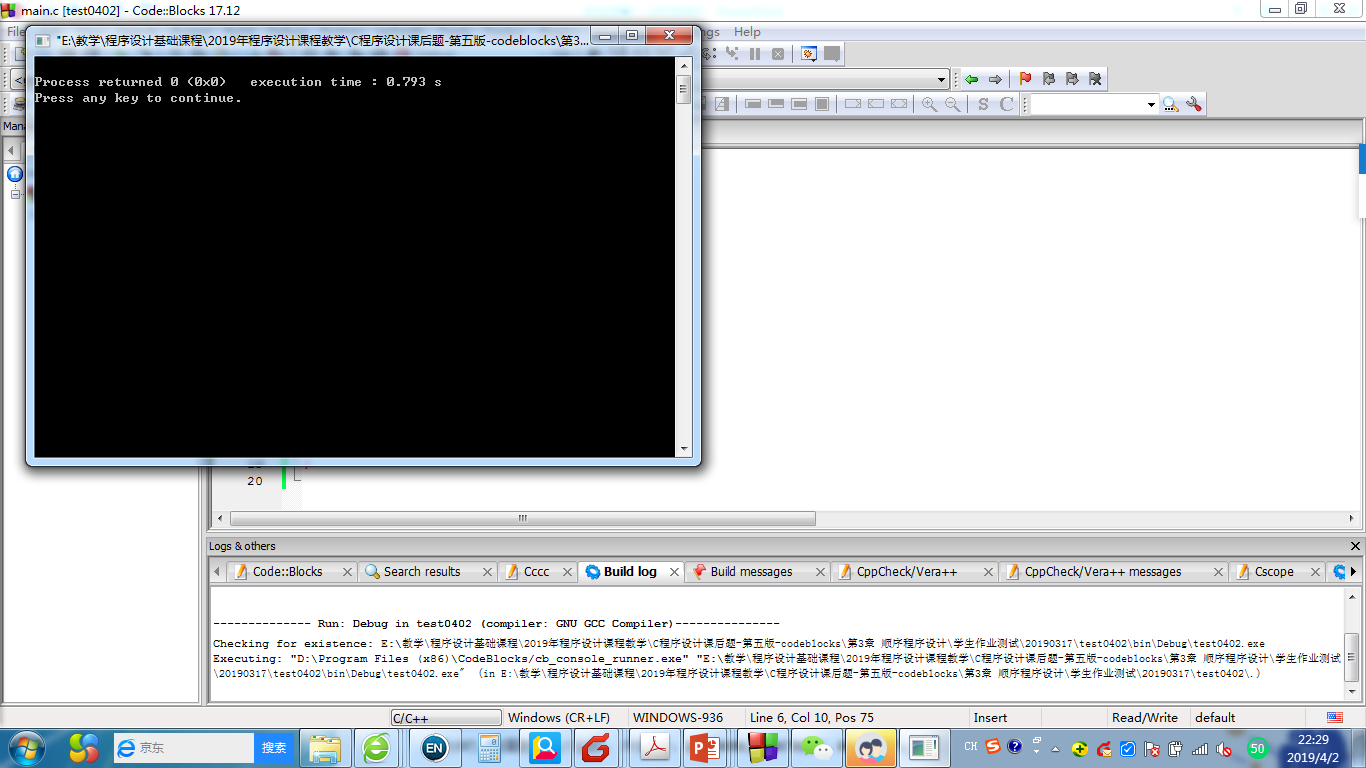 main.c [test0402] - Code::Blocks 17.12
Help
"E:\教学\程序设计基础课程\2019年程序设计课程教学\C程序设计课后题-第五版-codeblocks\第3...
Process returned 0 (0x0)   execution time : 0.793 s
Press any key to continue.
20
Logs & others
Code::Blocks
Search results
Cccc
Build log
Build messages
CppCheck/Vera++
CppCheck/Vera++ messages
Cscope
-------------- Run: Debug in test0402 (compiler: GNU GCC Compiler)---------------
Checking for existence: E:\教学\程序设计基础课程\2019年程序设计课程教学\C程序设计课后题-第五版-codeblocks\第3章 顺序程序设计\学生作业测试\20190317\test0402\bin\Debug\test0402.exe
Executing: "D:\Program Files (x86)\CodeBlocks/cb_console_runner.exe" "E:\教学\程序设计基础课程\2019年程序设计课程教学\C程序设计课后题-第五版-codeblocks\第3章 顺序程序设计\学生作业测试
\20190317\test0402\bin\Debug\test0402.exe"  (in E:\教学\程序设计基础课程\2019年程序设计课程教学\C程序设计课后题-第五版-codeblocks\第3章 顺序程序设计\学生作业测试\20190317\test0402\.)
C/C++
Windows (CR+LF)
WINDOWS-936
Line 6, Col 10, Pos 75
Insert
Read/Write
default
京东
搜索
EN
CH
50
22:29
2019/4/2